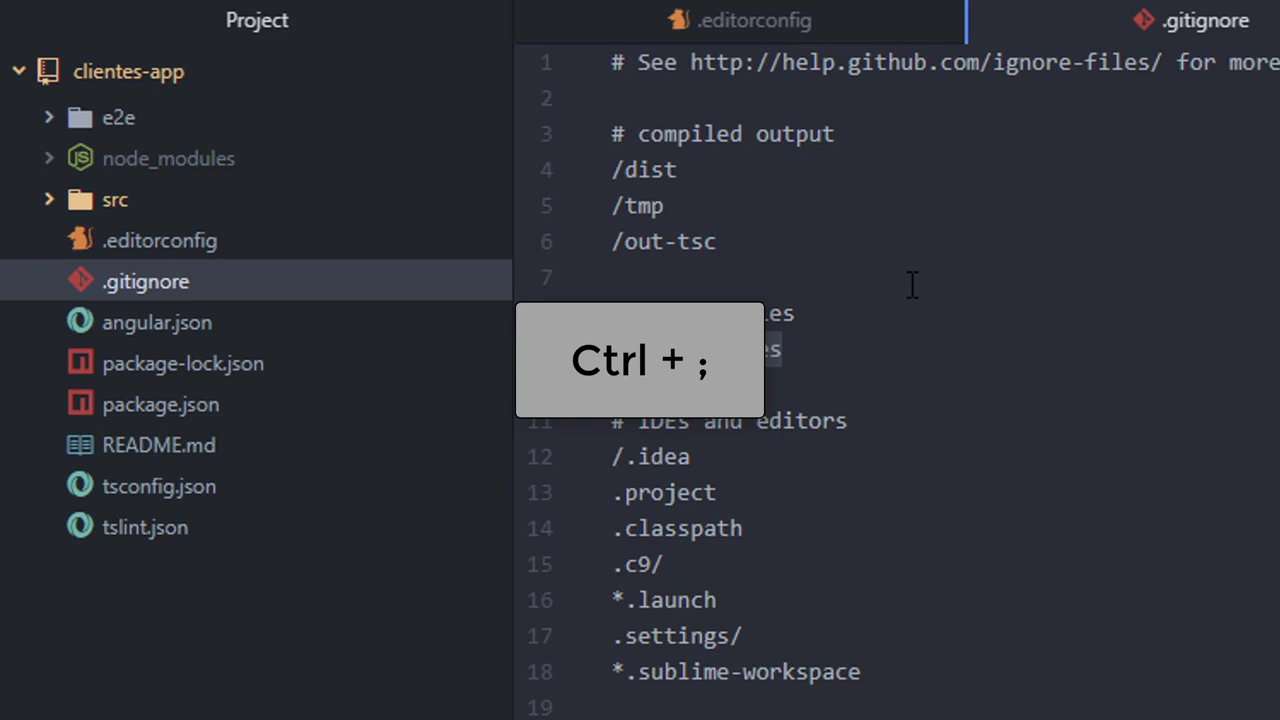 Project
clientes-app
e2e
node_modules
src
.editorconfig
.gitignore
angular.json
package-lock.json
package.json
README.md
tsconfig.json
tslint.json
.editorconfig
.gitignore
1 # See http://help.github.com/ignore-files/ for more
2
3 # compiled output
4 /dist
5 /tmp
6 /out-tsc
7
Ctrl + ;
11 # IDEs and editors
12 /.idea
13 .project
14 .classpath
15 .c9/
16 *.launch
17 .settings/
18 *.sublime-workspace
19